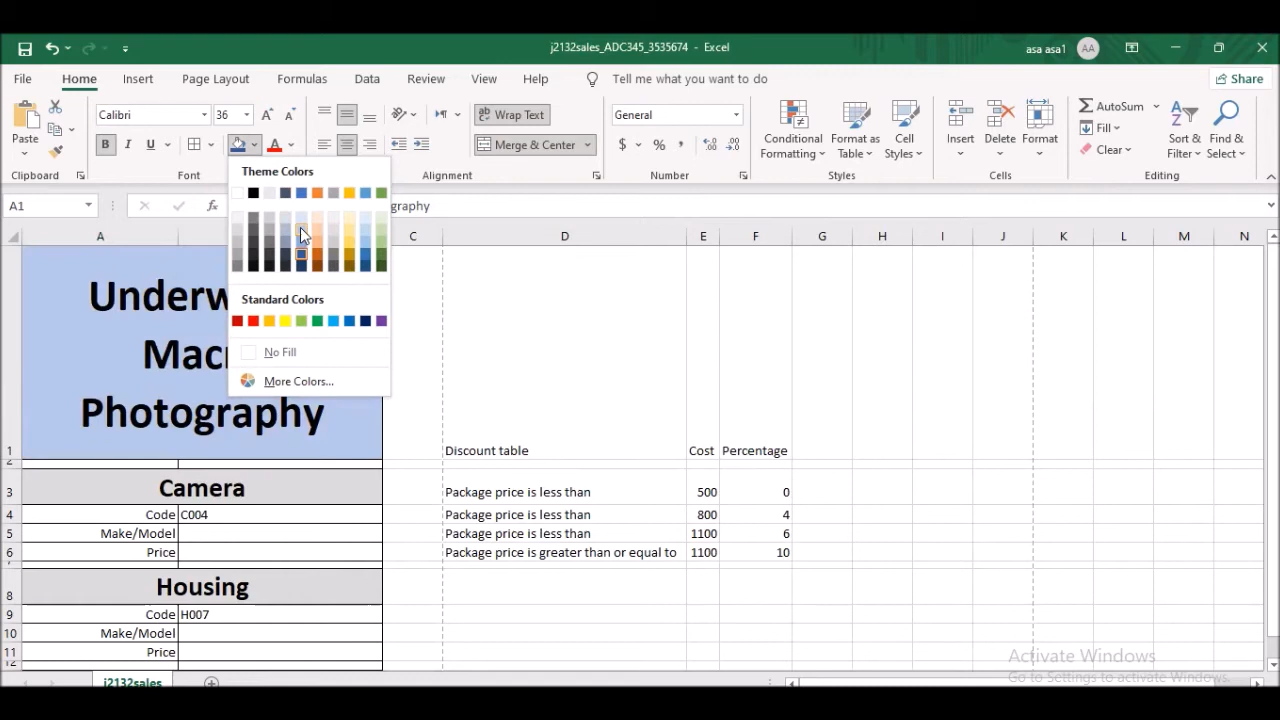 j2132sales_ADC345_3535674 - Excel
asa asa1
AA
File Home Insert Page Layout Formulas Data Review View Help Tell me what you want to do Share
Paste
Clipboard
Calibri 36
B I U
Font
Wrap Text
Merge & Center
Alignment
General
$ % ,
Number
Conditional Formatting
Format as Table
Cell Styles
Styles
Insert
Delete
Format
Cells
AutoSum
Fill
Clear
Sort & Filter
Find & Select
Editing
A1
fx
ography
Theme Colors
Standard Colors
No Fill
More Colors...
A C D E F G H I J K L M N
Underw
Mac
Photography
1 Discount table Cost Percentage
2
3 Camera Package price is less than 500 0
4 Code C004 Package price is less than 800 4
5 Make/Model Package price is less than 1100 6
6 Price Package price is greater than or equal to 1100 10
7
8 Housing
9 Code H007
10 Make/Model
11 Price
12
Activate Windows
Go to Settings to activate Windows.
j2132sales